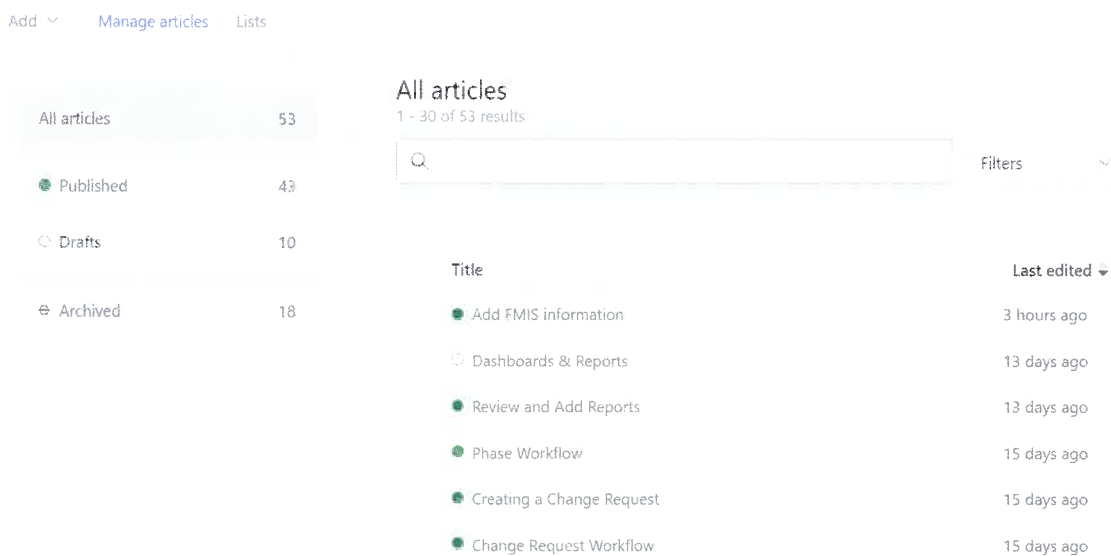 Add Manage articles Lists
All articles
1 - 30 of 53 results
All articles 53
Filters
Published 43
Drafts 10
Title Last edited
Archived 18
Add FMIS information 3 hours ago
Dashboards & Reports 13 days ago
Review and Add Reports 13 days ago
Phase Workflow 15 days ago
Creating a Change Request 15 days ago
Change Request Workflow 15 days ago